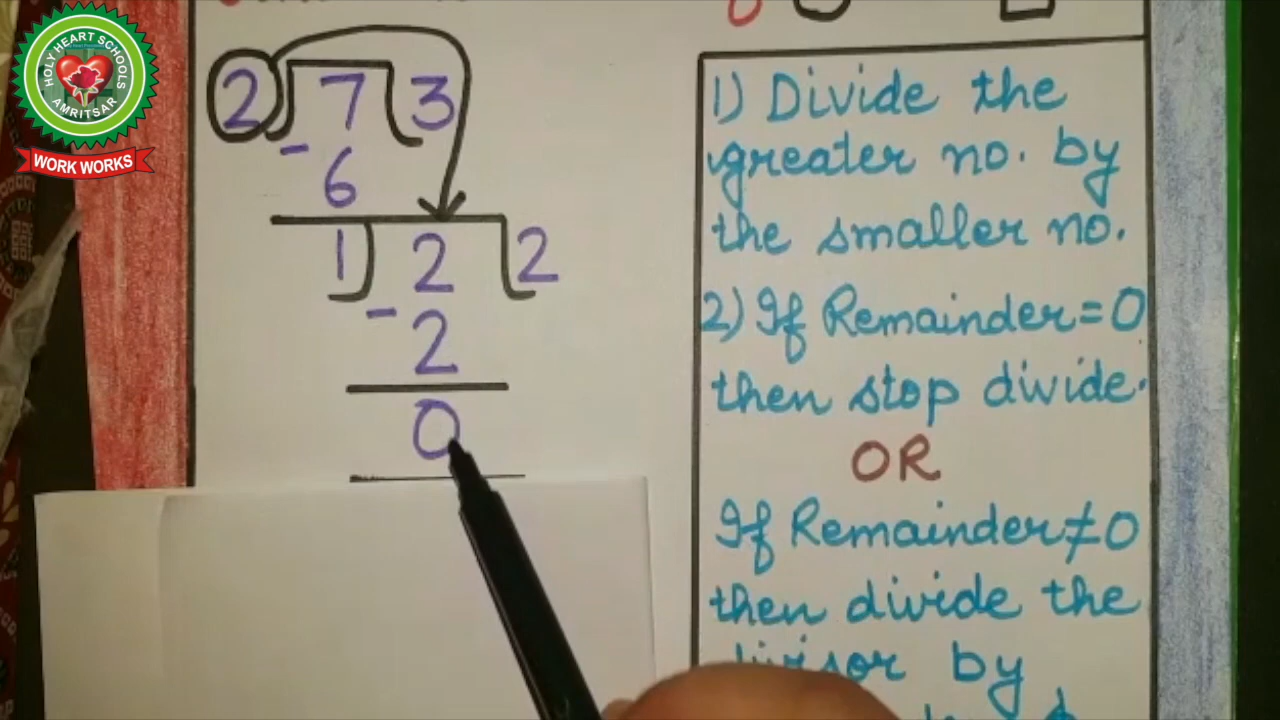 HOLY HEART SCHOOLS
AMRITSAR
WORK WORKS
2 7 3
- 6
1 2 2
- 2
0
1) Divide the
greater no. by
the smaller no.
2) If Remainder=0
then stop divide.
OR
If Remainder≠0
then divide the
divisor by